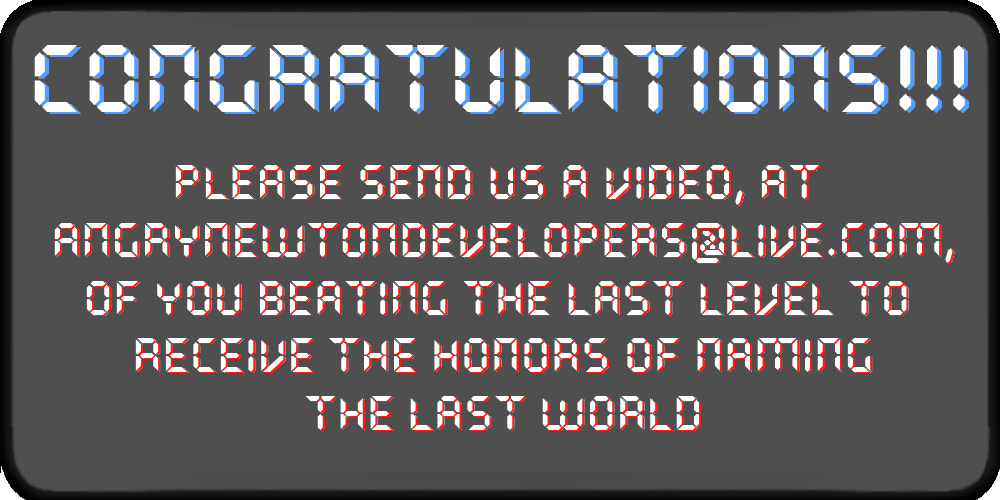 CONGRATULATIONS!!!
PLEASE SEND US A VIDEO, AT
ANGRYNEWTONDEVELOPERS@LIVE.COM,
OF YOU BEATING THE LAST LEVEL TO
RECEIVE THE HONORS OF NAMING
THE LAST WORLD